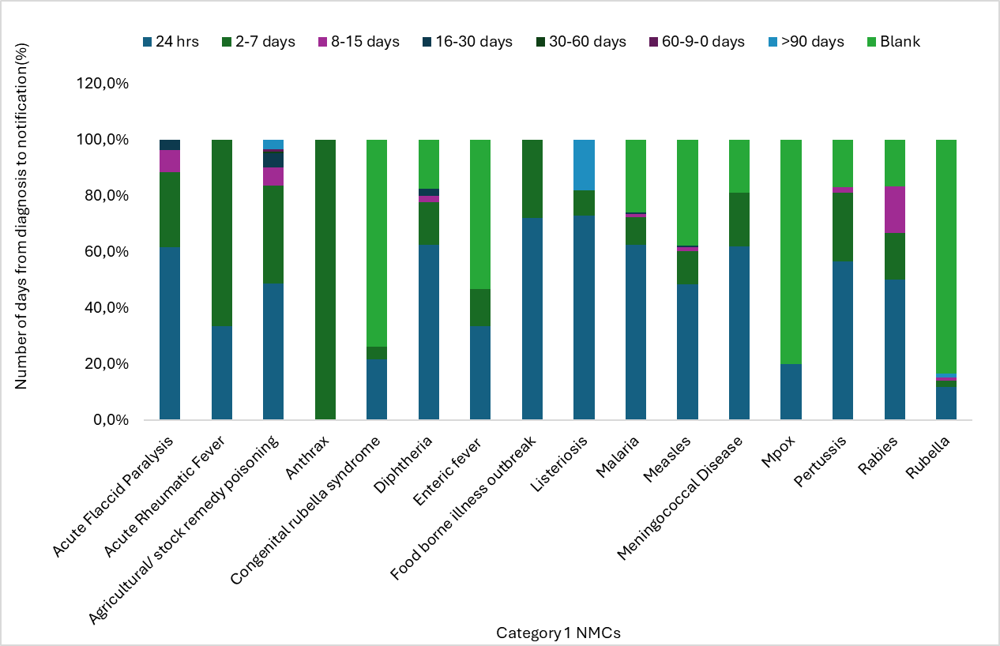 24 hrs 2-7 days 8-15 days 16-30 days 30-60 days 60-9-0 days >90 days Blank
Number of days from diagnosis to notification(%)
120,0%
100,0%
80,0%
60,0%
40,0%
20,0%
0,0%
Acute Flaccid Paralysis
Acute Rheumatic Fever
Agricultural/ stock remedy poisoning
Anthrax
Congenital rubella syndrome
Diphtheria
Enteric fever
Food borne illness outbreak
Listeriosis
Malaria
Measles
Meningococcal Disease
Mpox
Pertussis
Rabies
Rubella
Category 1 NMCs